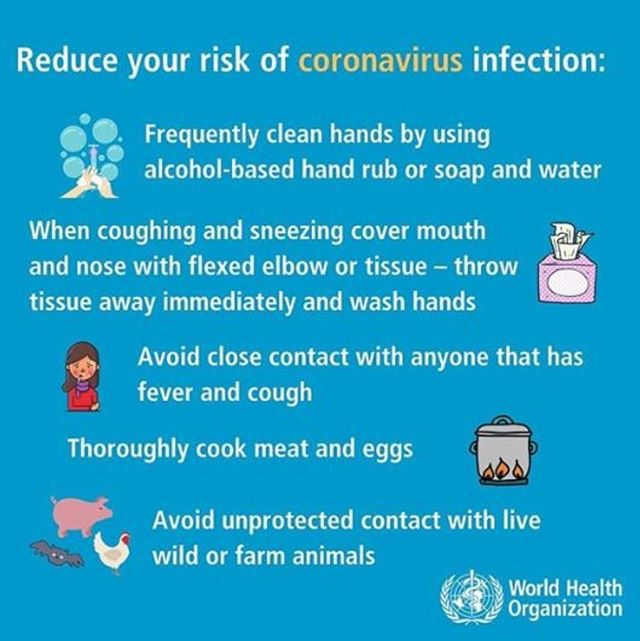 Reduce your risk of coronavirus infection:
Frequently clean hands by using
alcohol-based hand rub or soap and water
When coughing and sneezing cover mouth
and nose with flexed elbow or tissue – throw
tissue away immediately and wash hands
Avoid close contact with anyone that has
fever and cough
Thoroughly cook meat and eggs
Avoid unprotected contact with live
wild or farm animals
World Health
Organization